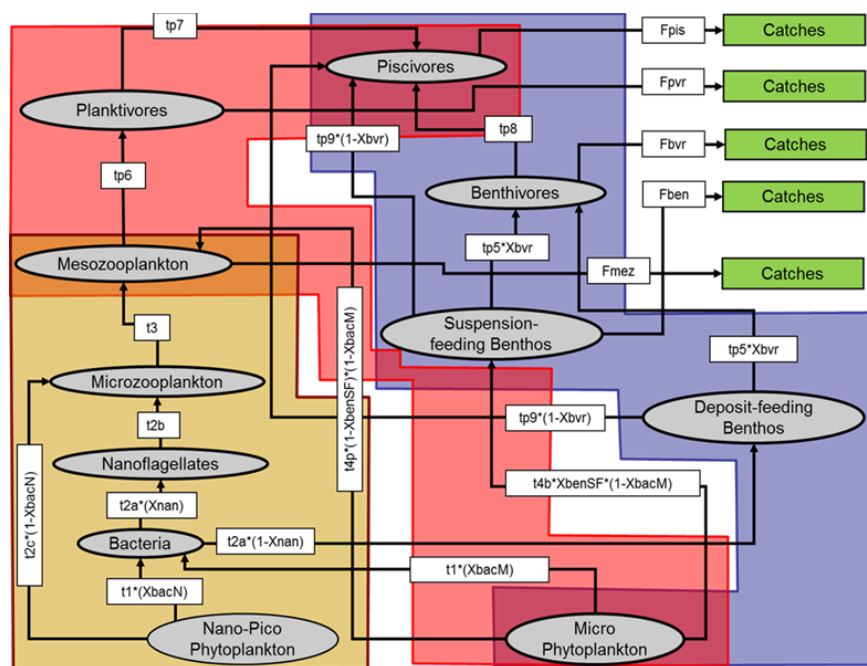 tp7
Fpis
Catches
Piscivores
Planktivores
Fpvr
Catches
tp9*(1-Xbvr)
tp8
Fbvr
Catches
tp6
Benthivores
Fben
Catches
tp5*Xbvr
Mesozooplankton
Fmez
Catches
t3
Suspension-
feeding Benthos
tp5*Xbvr
Microzooplankton
t4p*(1-XbenSF)*(1-XbacM)
tp9*(1-Xbvr)
Deposit-feeding
Benthos
t2b
Nanoflagellates
t2c*(1-XbacN)
t4b*XbenSF*(1-XbacM)
t2a*(Xnan)
Bacteria
t2a*(1-Xnan)
t1*(XbacM)
t1*(XbacN)
Nano-Pico
Phytoplankton
Micro
Phytoplankton